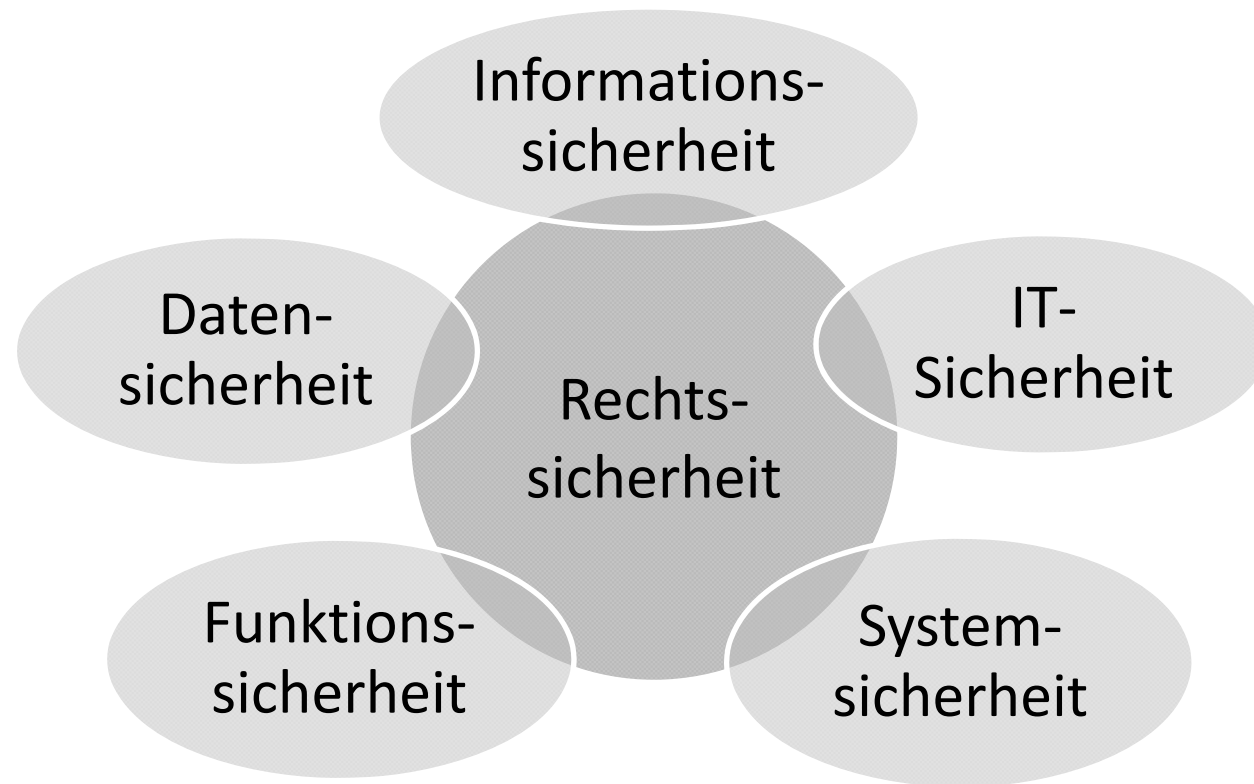 Informations-
sicherheit
Daten-
sicherheit
IT-
Sicherheit
Rechts-
sicherheit
Funktions-
sicherheit
System-
sicherheit